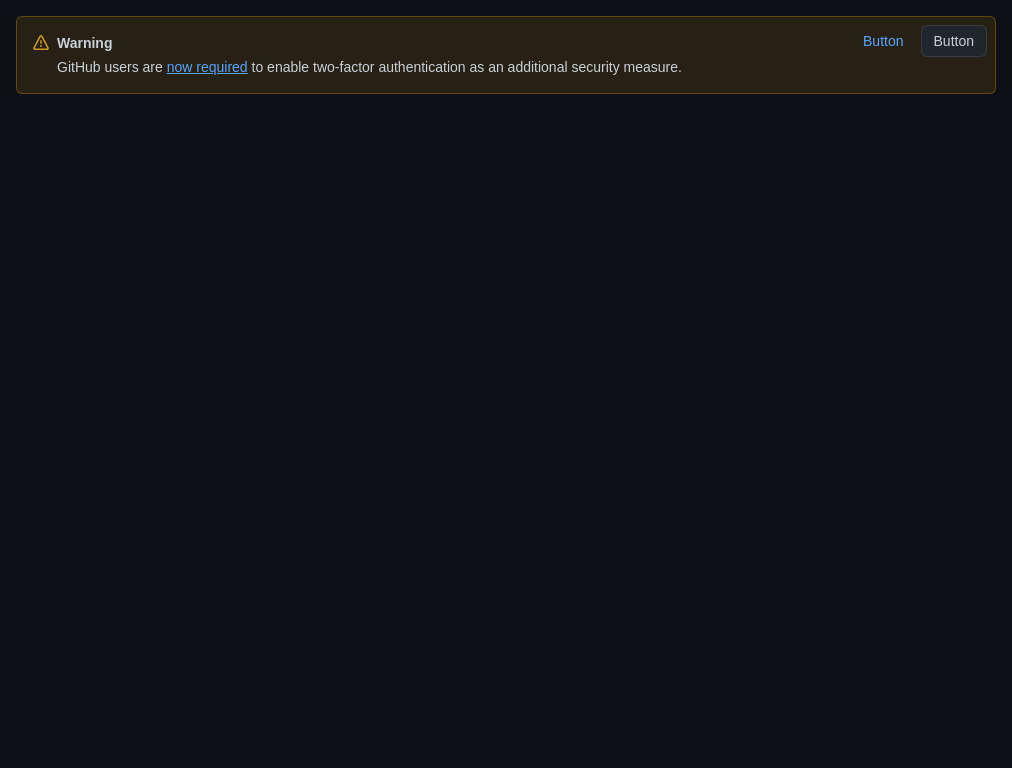 Warning
Button
Button
GitHub users are now required to enable two-factor authentication as an additional security measure.